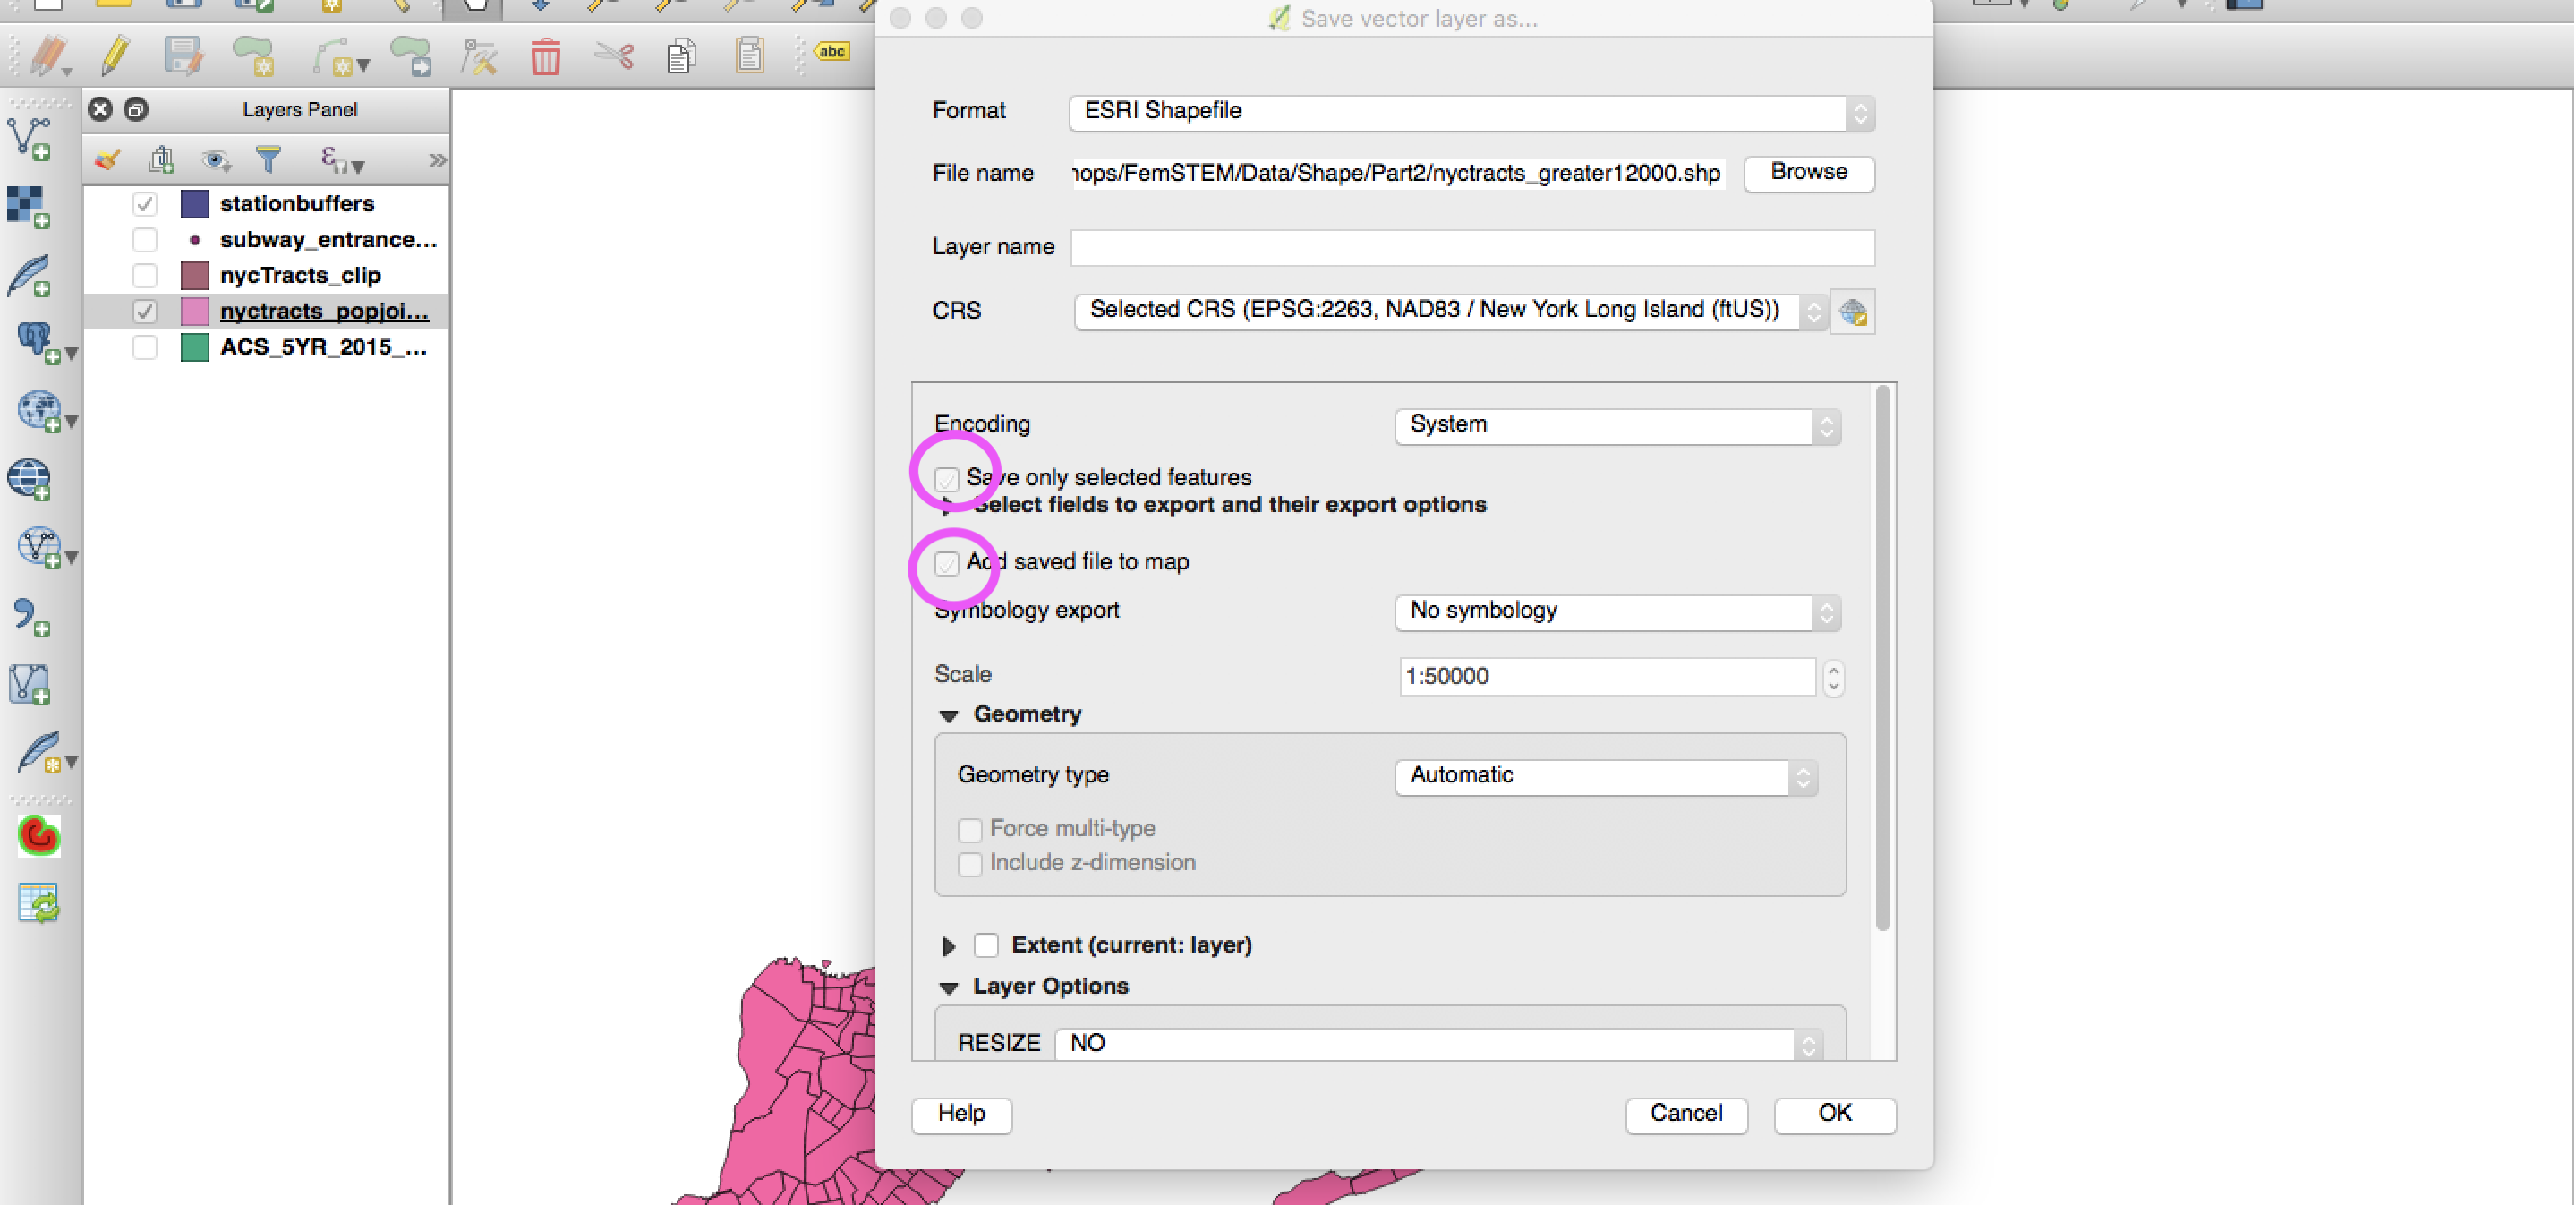 Save vector layer as...
abc
Layers Panel
Format
ESRI Shapefile
File name
nops/FemSTEM/Data/Shape/Part2/nyctracts_greater12000.shp
Browse
stationbuffers
subway_entrance...
nycTracts_clip
nyctracts_popjoi...
ACS_5YR_2015_...
Layer name
CRS
Selected CRS (EPSG:2263, NAD83 / New York Long Island (ftUS))
Encoding
System
Save only selected features
Select fields to export and their export options
Add saved file to map
Symbology export
No symbology
Scale
1:50000
Geometry
Geometry type
Automatic
Force multi-type
Include z-dimension
Extent (current: layer)
Layer Options
RESIZE
NO
Help
Cancel
OK